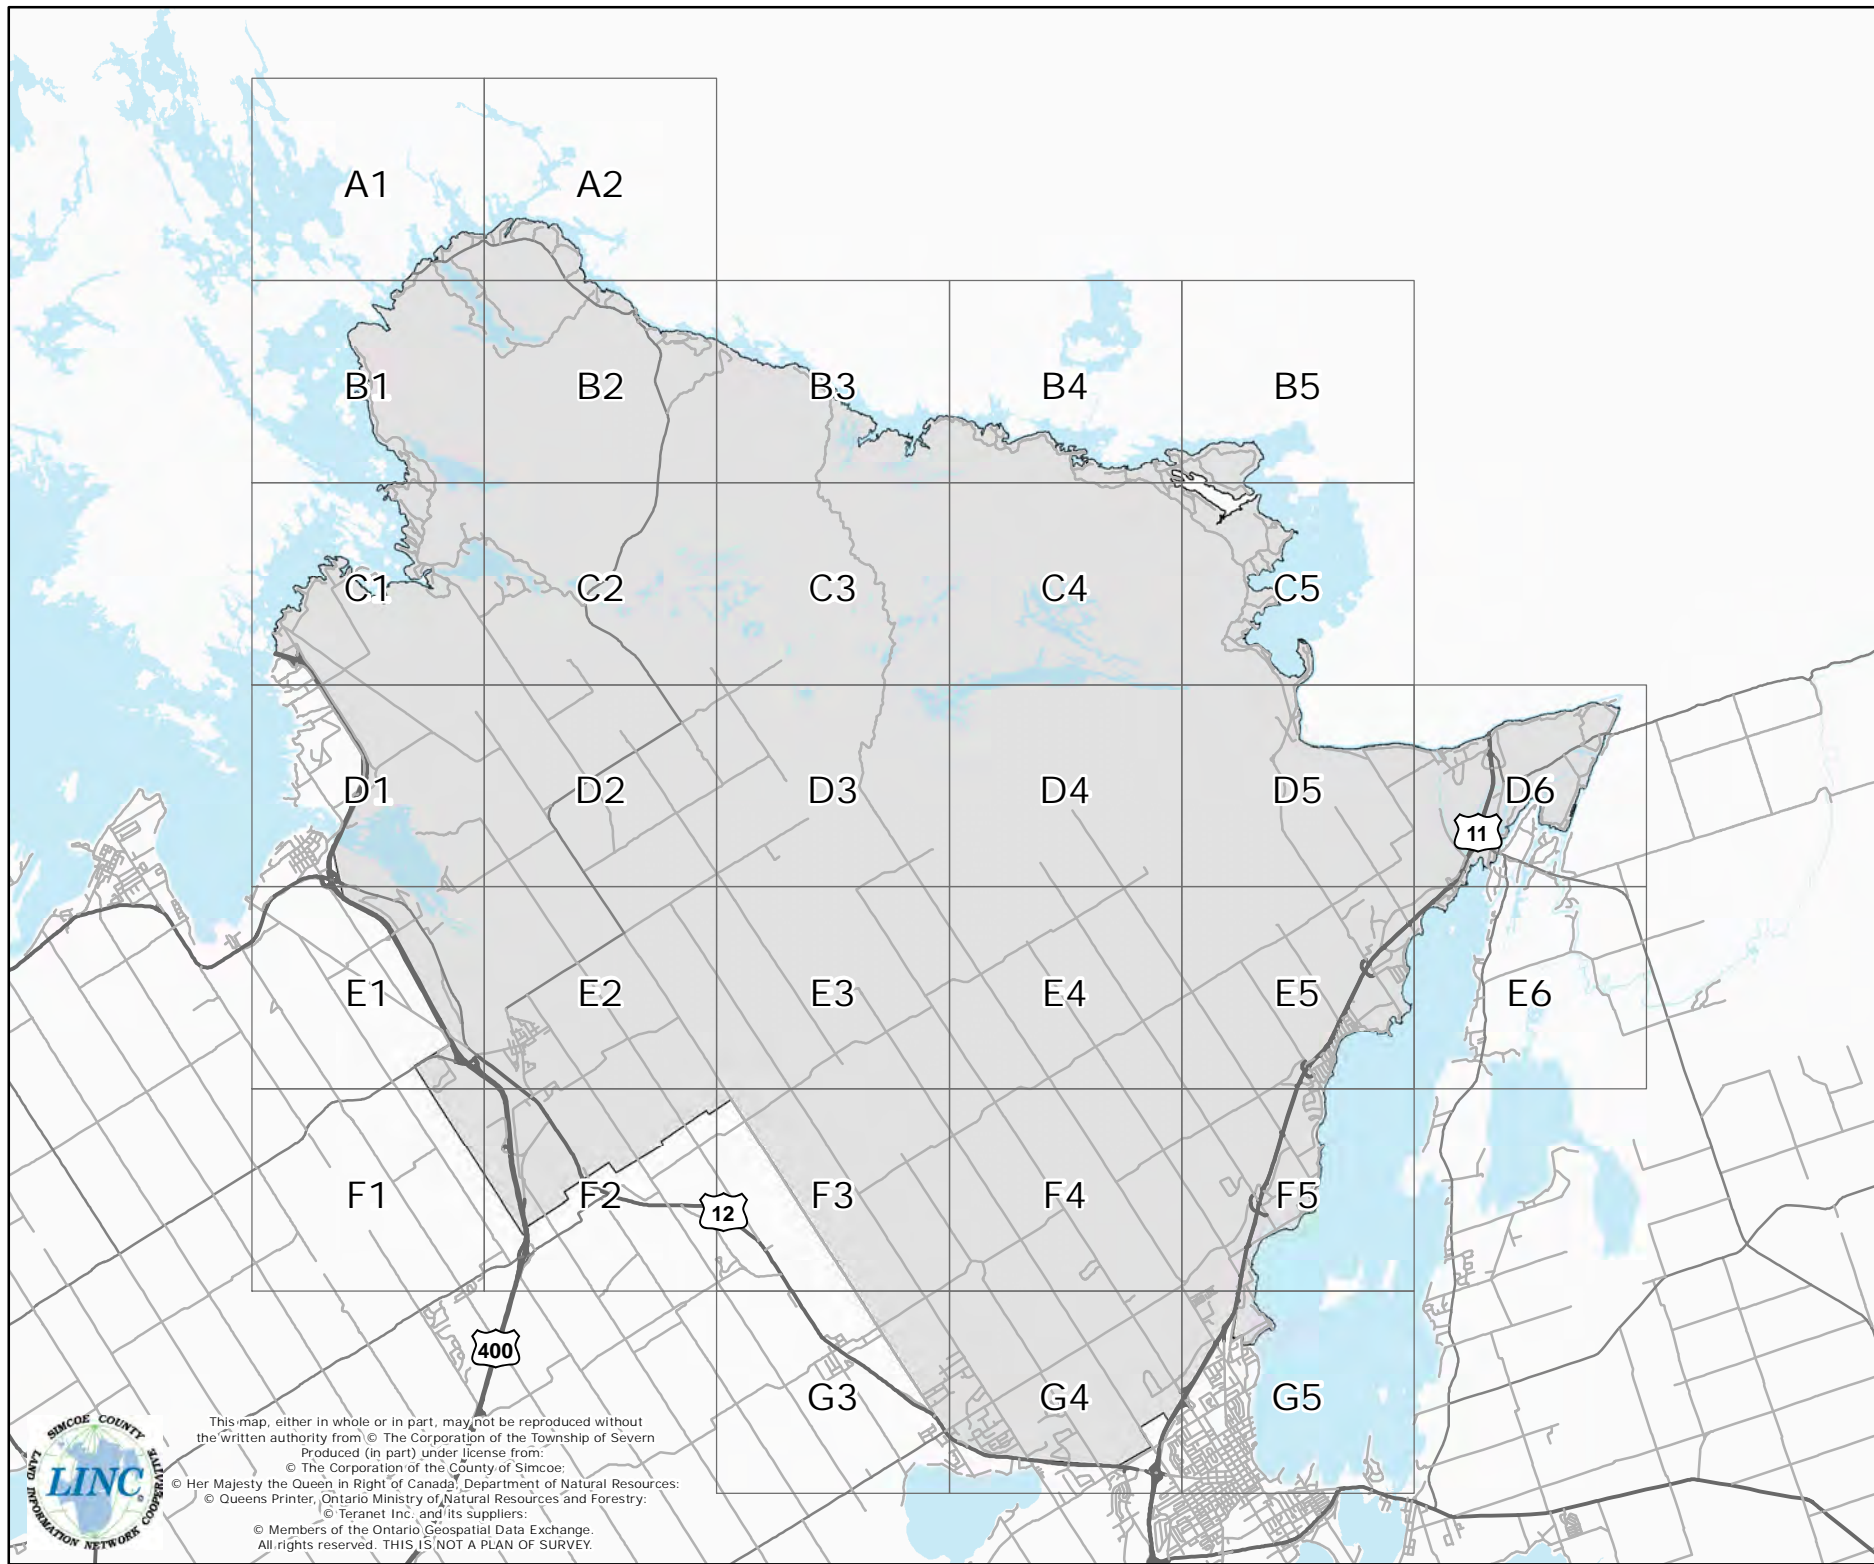 A1 A2
B1 B2 B3 B4 B5
C1 C2 C3 C4 C5
D1 D2 D3 D4 D5 D6
11
E1 E2 E3 E4 E5 E6
F1 F2 F3 F4 F5
12
400
G3 G4 G5
SIMCOE COUNTY
LAND INFORMATION NETWORK COOPERATIVE
LINC
This map, either in whole or in part, may not be reproduced without
the written authority from © The Corporation of the Township of Severn
Produced (in part) under license from:
© The Corporation of the County of Simcoe;
© Her Majesty the Queen in Right of Canada, Department of Natural Resources:
© Queens Printer, Ontario Ministry of Natural Resources and Forestry:
© Teranet Inc. and its suppliers:
© Members of the Ontario Geospatial Data Exchange.
All rights reserved. THIS IS NOT A PLAN OF SURVEY.